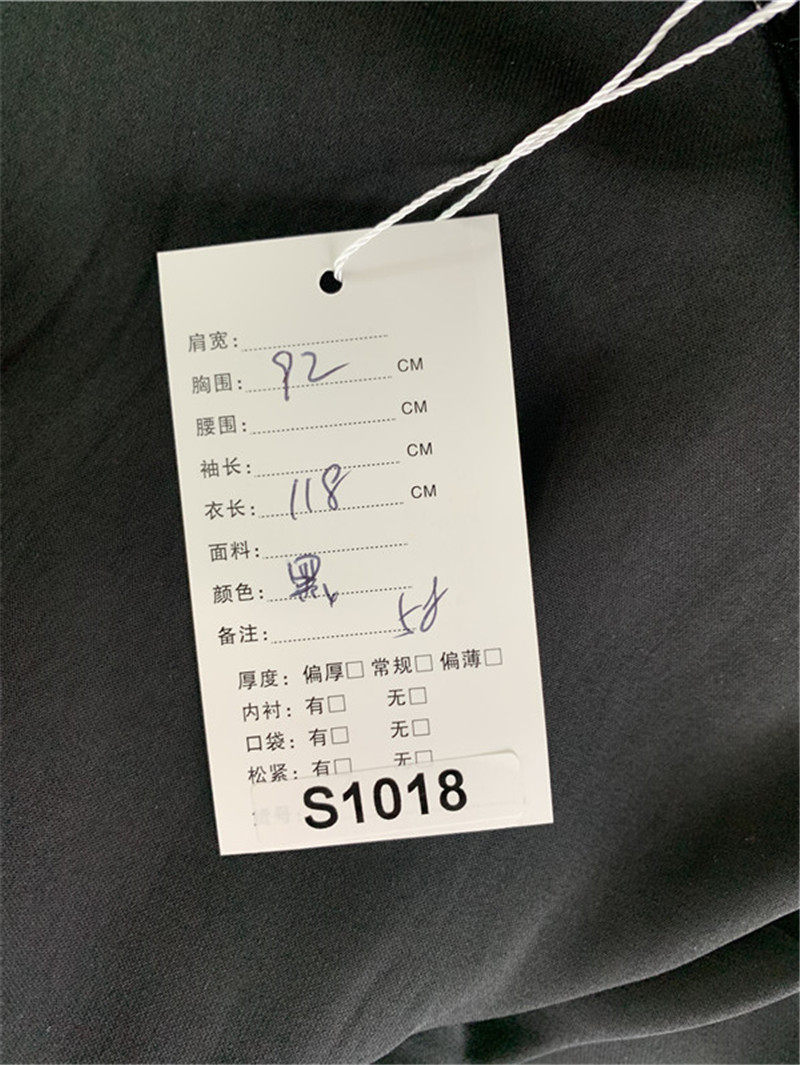 肩宽:
胸围: 92 CM
腰围: CM
袖长: CM
衣长: 118 CM
面料:
颜色: 黑
备注:
厚度: 偏厚□ 常规□ 偏薄□
内衬: 有□ 无□
口袋: 有□ 无□
松紧: 有□ 无□
S1018